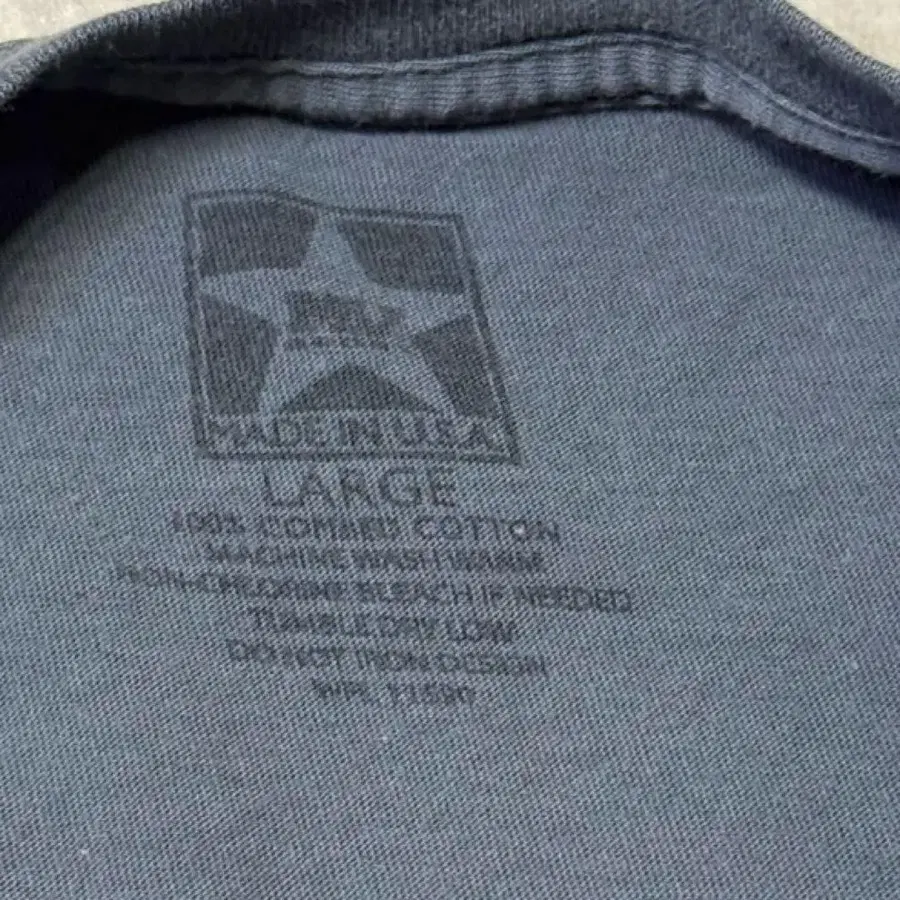 MADE IN U.S.A.
LARGE
100% COMBED COTTON
MACHINE WASH WARM
NON-CHLORINE BLEACH IF NEEDED
TUMBLE DRY LOW
DO NOT IRON DESIGN
WPL 11590